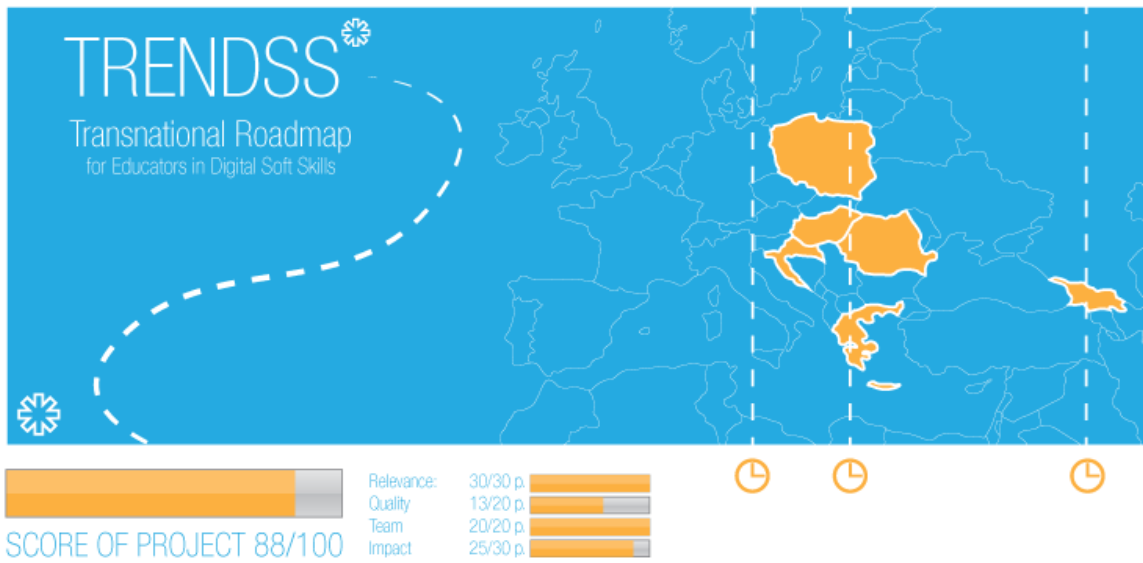 TRENDSS
Transnational Roadmap
for Educators in Digital Soft Skills
SCORE OF PROJECT 88/100
Relevance: 30/30 p.
Quality 13/20 p.
Team 20/20 p.
Impact 25/30 p.